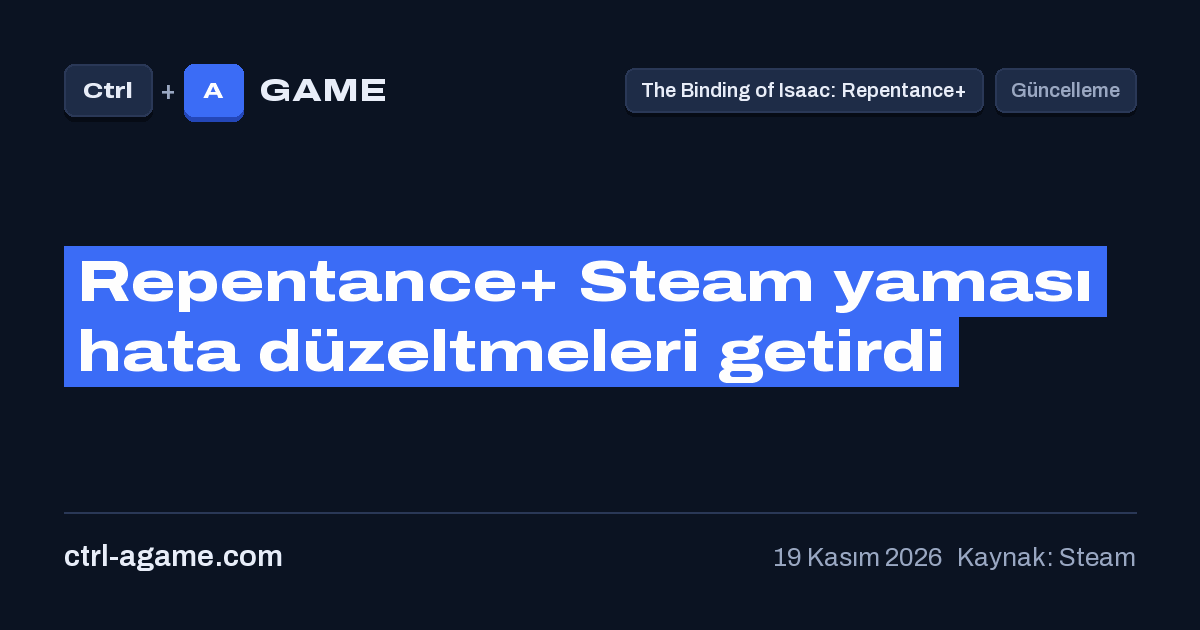 Ctrl + A GAME
The Binding of Isaac: Repentance+ Güncelleme
Repentance+ Steam yaması
hata düzeltmeleri getirdi
ctrl-agame.com
19 Kasım 2026 Kaynak: Steam